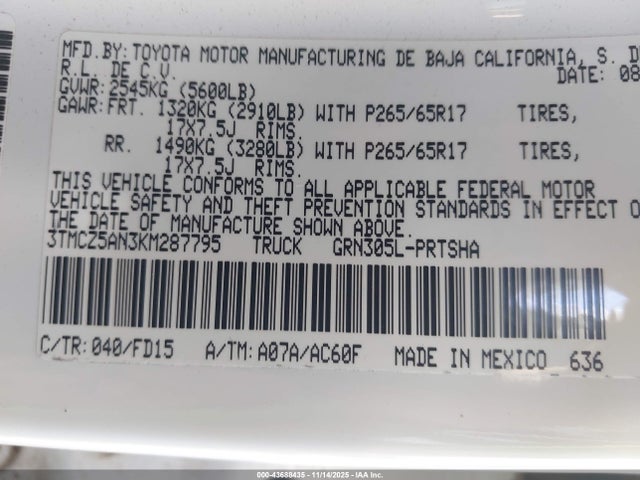 MFD.BY: TOYOTA MOTOR MANUFACTURING DE BAJA CALIFORNIA, S. DE
R.L. DE C.V. DATE: 08
GVWR: 2545KG (5600LB)
GAWR: FRT. 1320KG (2910LB) WITH P265/65R17 TIRES,
17X7.5J RIMS.
RR. 1490KG (3280LB) WITH P265/65R17 TIRES,
17X7.5J RIMS.
THIS VEHICLE CONFORMS TO ALL APPLICABLE FEDERAL MOTOR
VEHICLE SAFETY AND THEFT PREVENTION STANDARDS IN EFFECT O
THE DATE OF MANUFACTURE SHOWN ABOVE.
3TMCZ5AN3KM287795 TRUCK GRN305L-PRTSHA
C/TR: 040/FD15 A/TM: A07A/AC60F MADE IN MEXICO 636
000-43688435 - 11/14/2025 - IAA Inc.